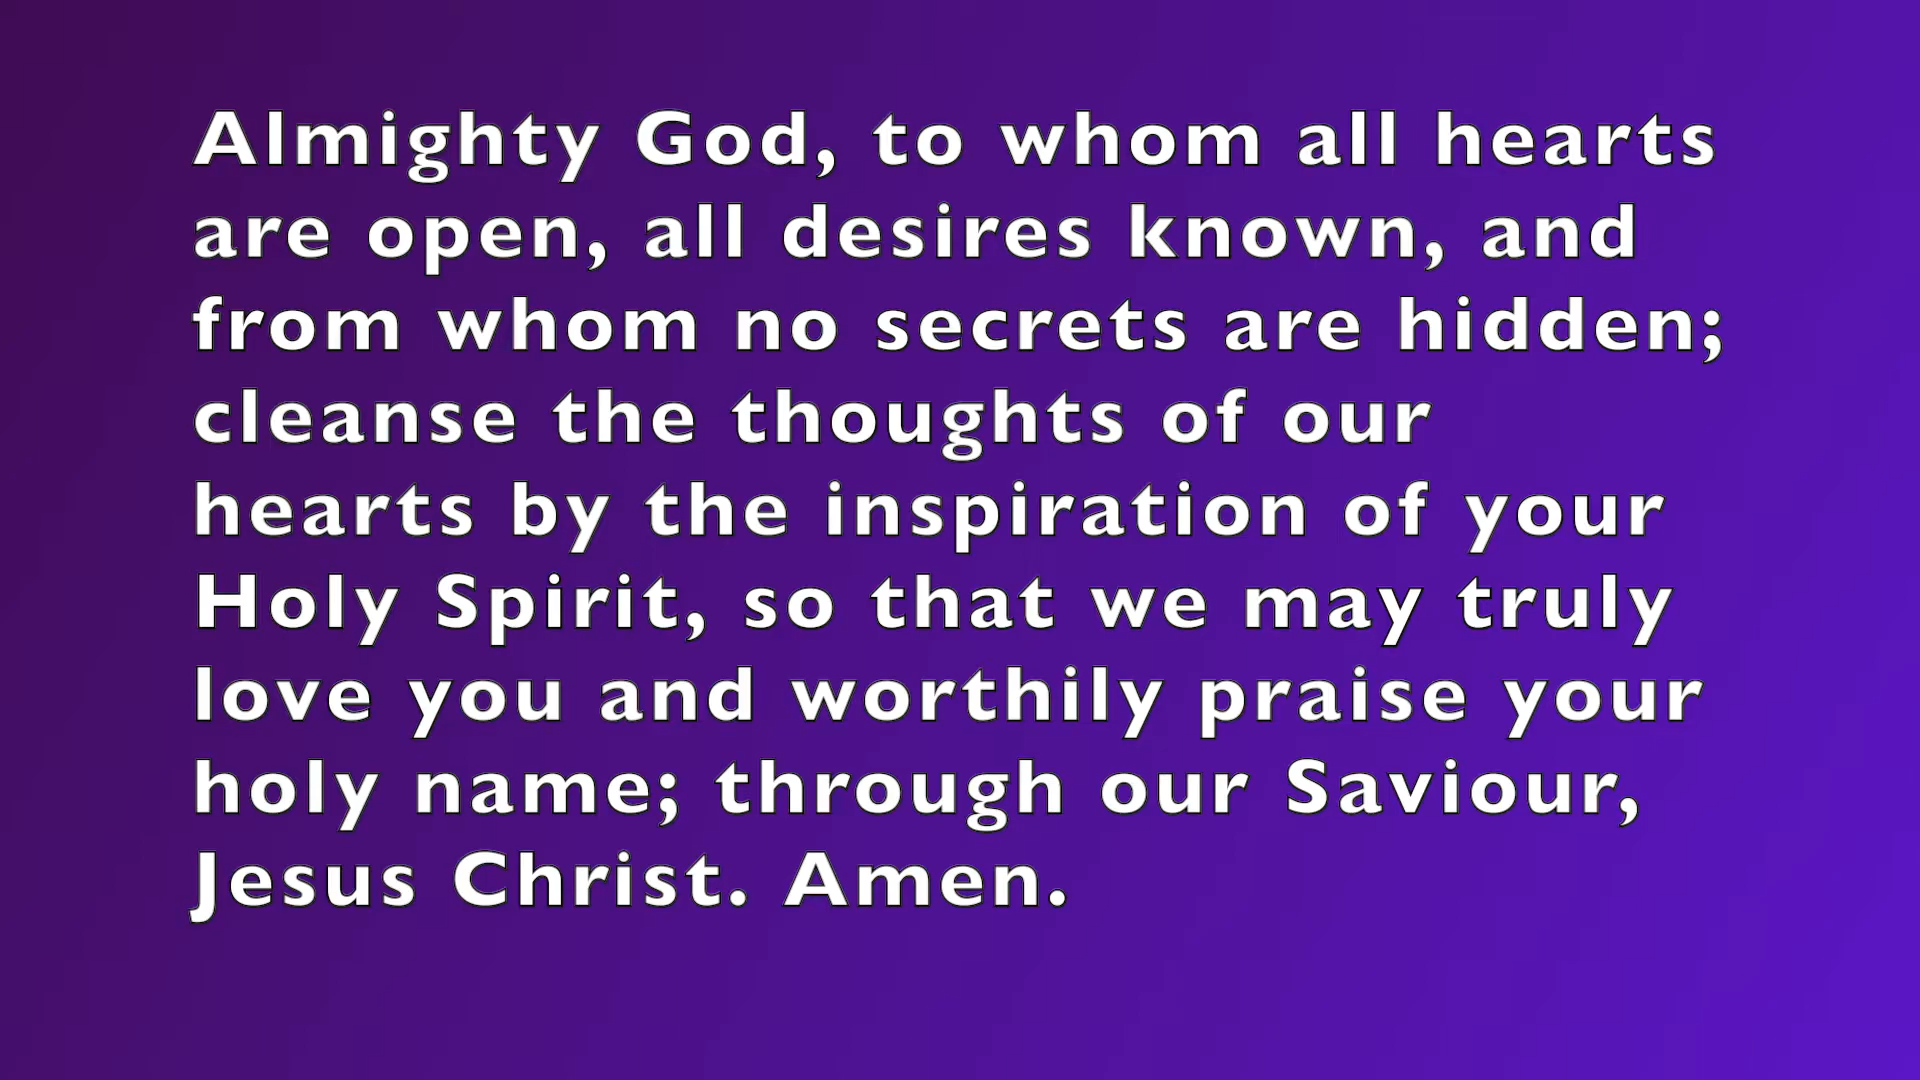 Almighty God, to whom all hearts
are open, all desires known, and
from whom no secrets are hidden;
cleanse the thoughts of our
hearts by the inspiration of your
Holy Spirit, so that we may truly
love you and worthily praise your
holy name; through our Saviour,
Jesus Christ. Amen.